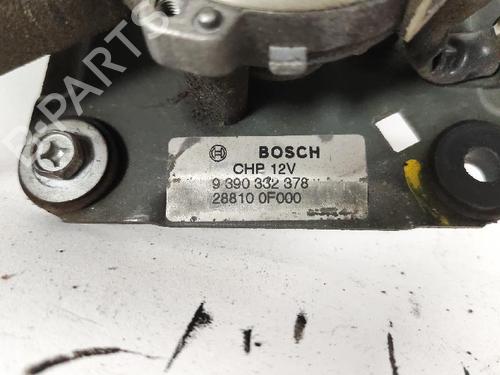 BOSCH
CHP 12V
9 390 332 378
28810 0F000
B-PARTS